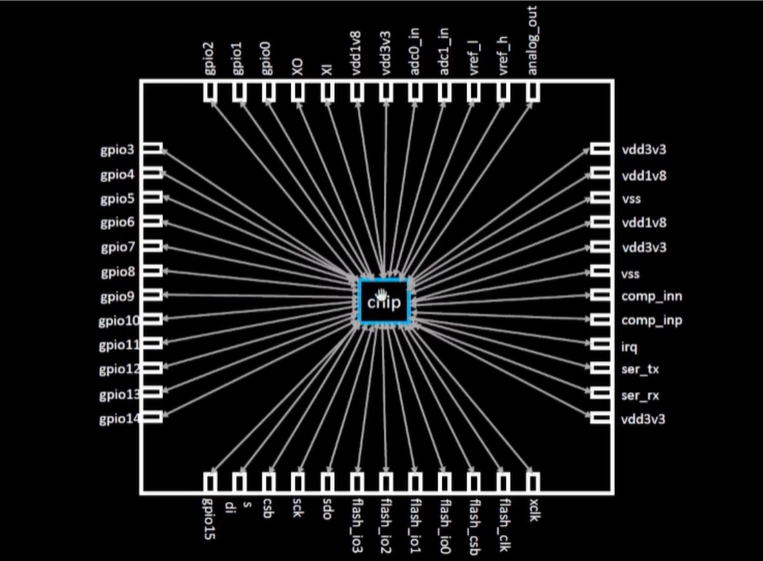 gpio2
gpio1
gpio0
XO
XI
vdd1v8
vdd3v3
adc0_in
adc1_in
vref_l
vref_h
analog_out
gpio3
gpio4
gpio5
gpio6
gpio7
gpio8
gpio9
gpio10
gpio11
gpio12
gpio13
gpio14
chip
vdd3v3
vdd1v8
vss
vdd1v8
vdd3v3
vss
comp_inn
comp_inp
irq
ser_tx
ser_rx
vdd3v3
gpio15
s
di
csb
sck
sdo
flash_io3
flash_io2
flash_io1
flash_io0
flash_csb
flash_clk
xclk